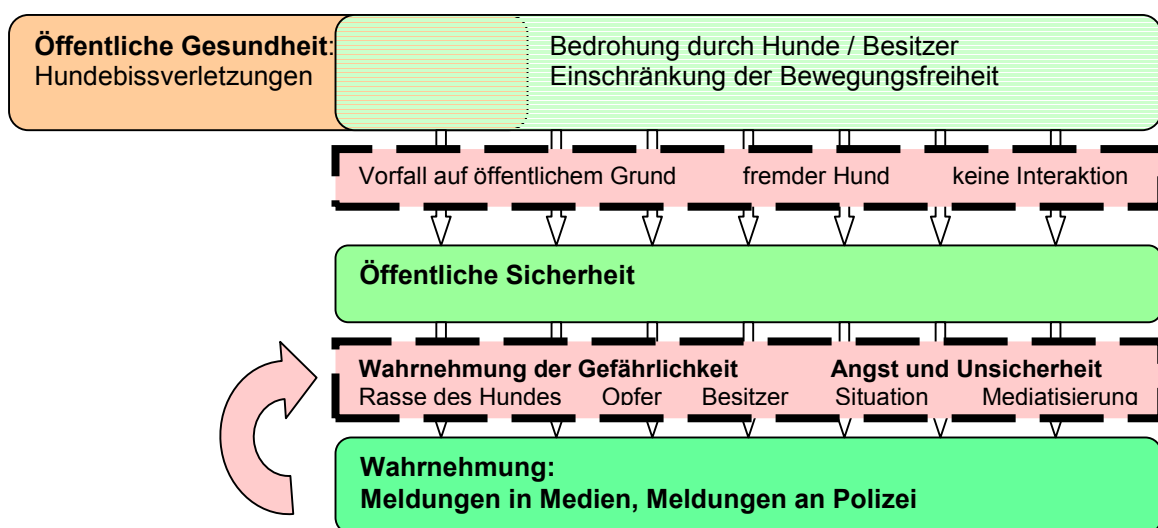 Öffentliche Gesundheit:
Hundebissverletzungen
Bedrohung durch Hunde / Besitzer
Einschränkung der Bewegungsfreiheit
Vorfall auf öffentlichem Grund fremder Hund keine Interaktion
Öffentliche Sicherheit
Wahrnehmung der Gefährlichkeit Angst und Unsicherheit
Rasse des Hundes Opfer Besitzer Situation Mediatisierung
Wahrnehmung:
Meldungen in Medien, Meldungen an Polizei